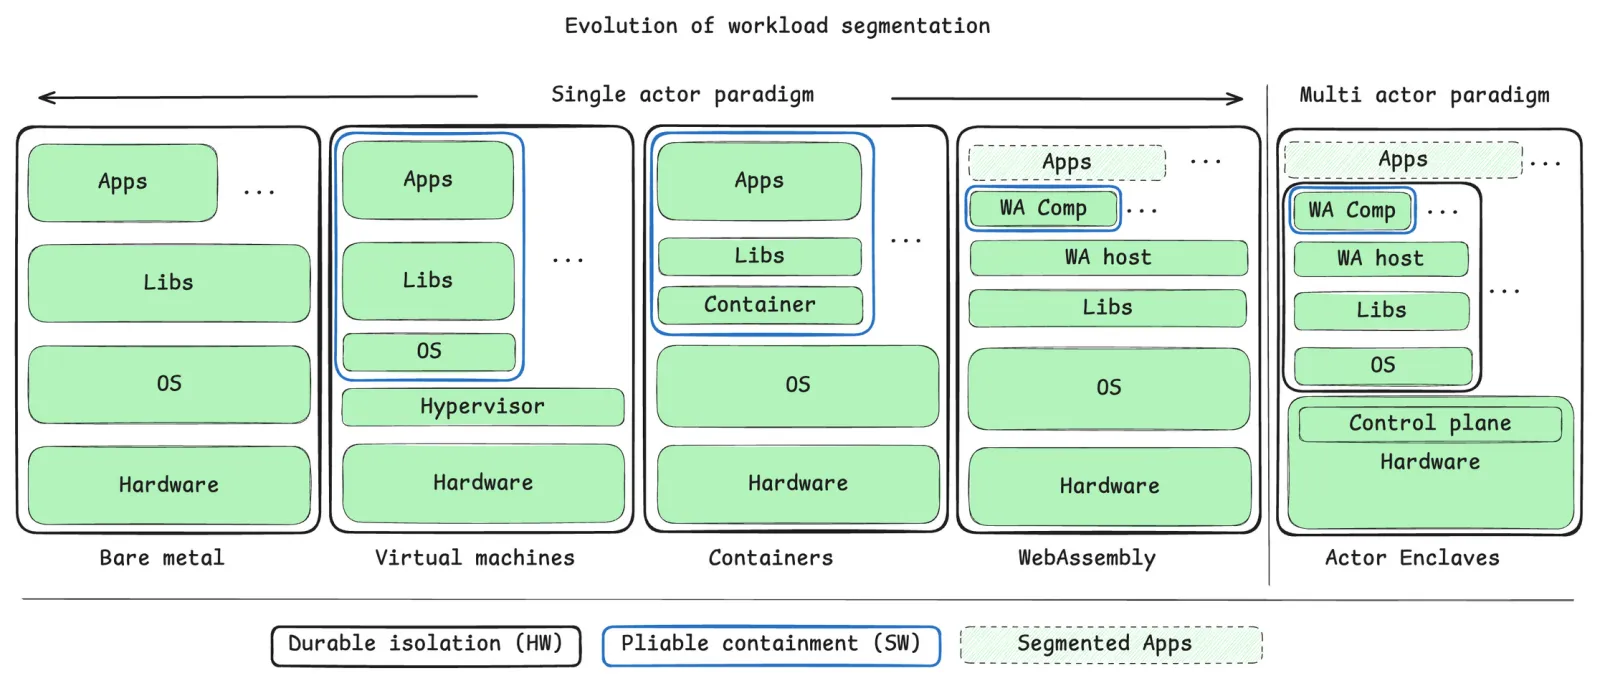 Evolution of workload segmentation
Single actor paradigm
Multi actor paradigm
Apps
...
Libs
OS
Hardware
Bare metal
Apps
Libs
...
OS
Hypervisor
Hardware
Virtual machines
Apps
Libs
...
Container
OS
Hardware
Containers
Apps
...
WA Comp
...
WA host
Libs
OS
Hardware
WebAssembly
Apps
...
WA Comp
...
WA host
Libs
...
OS
Control plane
Hardware
Actor Enclaves
Durable isolation (HW)
Pliable containment (SW)
Segmented Apps